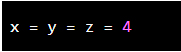 x = y = z = 4